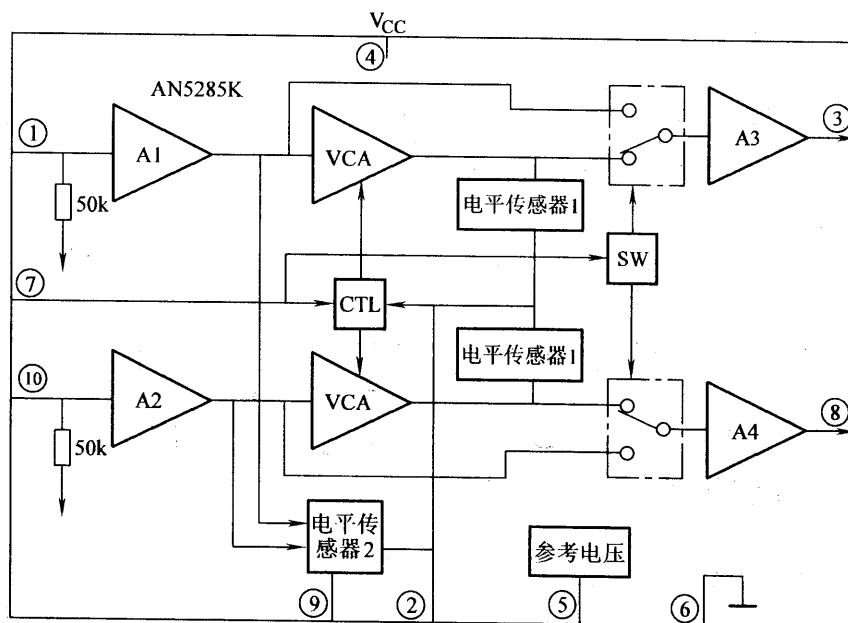 V_CC
④
AN5285K
①
A1
VCA
A3
③
50k
电平传感器1
SW
⑦
CTL
电平传感器1
⑩
A2
VCA
A4
⑧
50k
电平传
感器2
参考电压
⑨
②
⑤
⑥